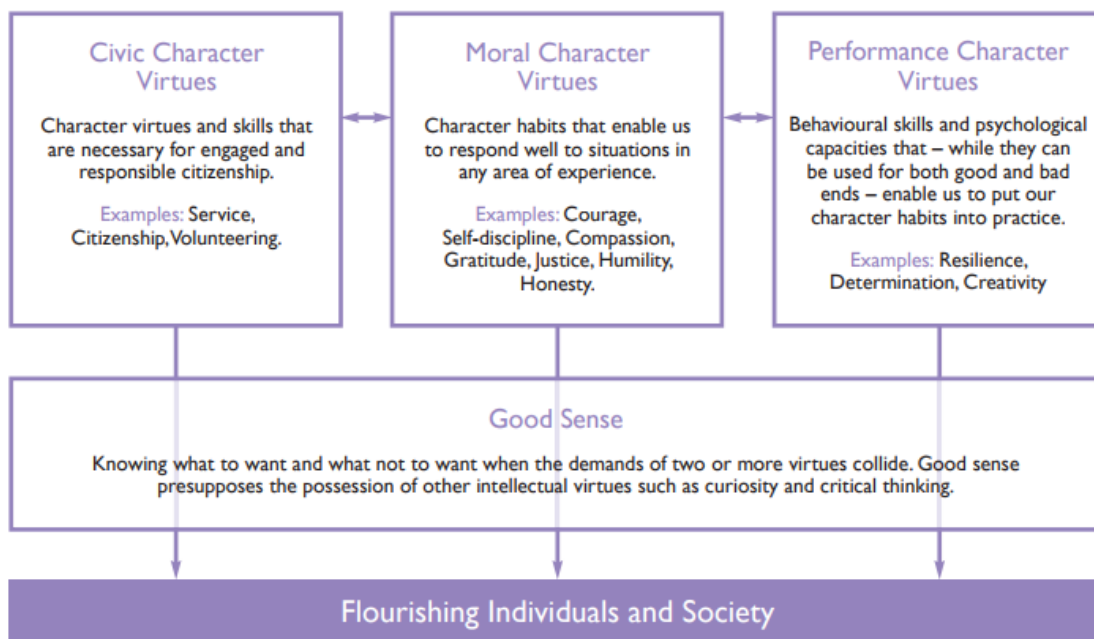 Civic Character
Virtues
Character virtues and skills that
are necessary for engaged and
responsible citizenship.
Examples: Service,
Citizenship, Volunteering.
Moral Character
Virtues
Character habits that enable us
to respond well to situations in
any area of experience.
Examples: Courage,
Self-discipline, Compassion,
Gratitude, Justice, Humility,
Honesty.
Performance Character
Virtues
Behavioural skills and psychological
capacities that – while they can
be used for both good and bad
ends – enable us to put our
character habits into practice.
Examples: Resilience,
Determination, Creativity
Good Sense
Knowing what to want and what not to want when the demands of two or more virtues collide. Good sense
presupposes the possession of other intellectual virtues such as curiosity and critical thinking.
Flourishing Individuals and Society